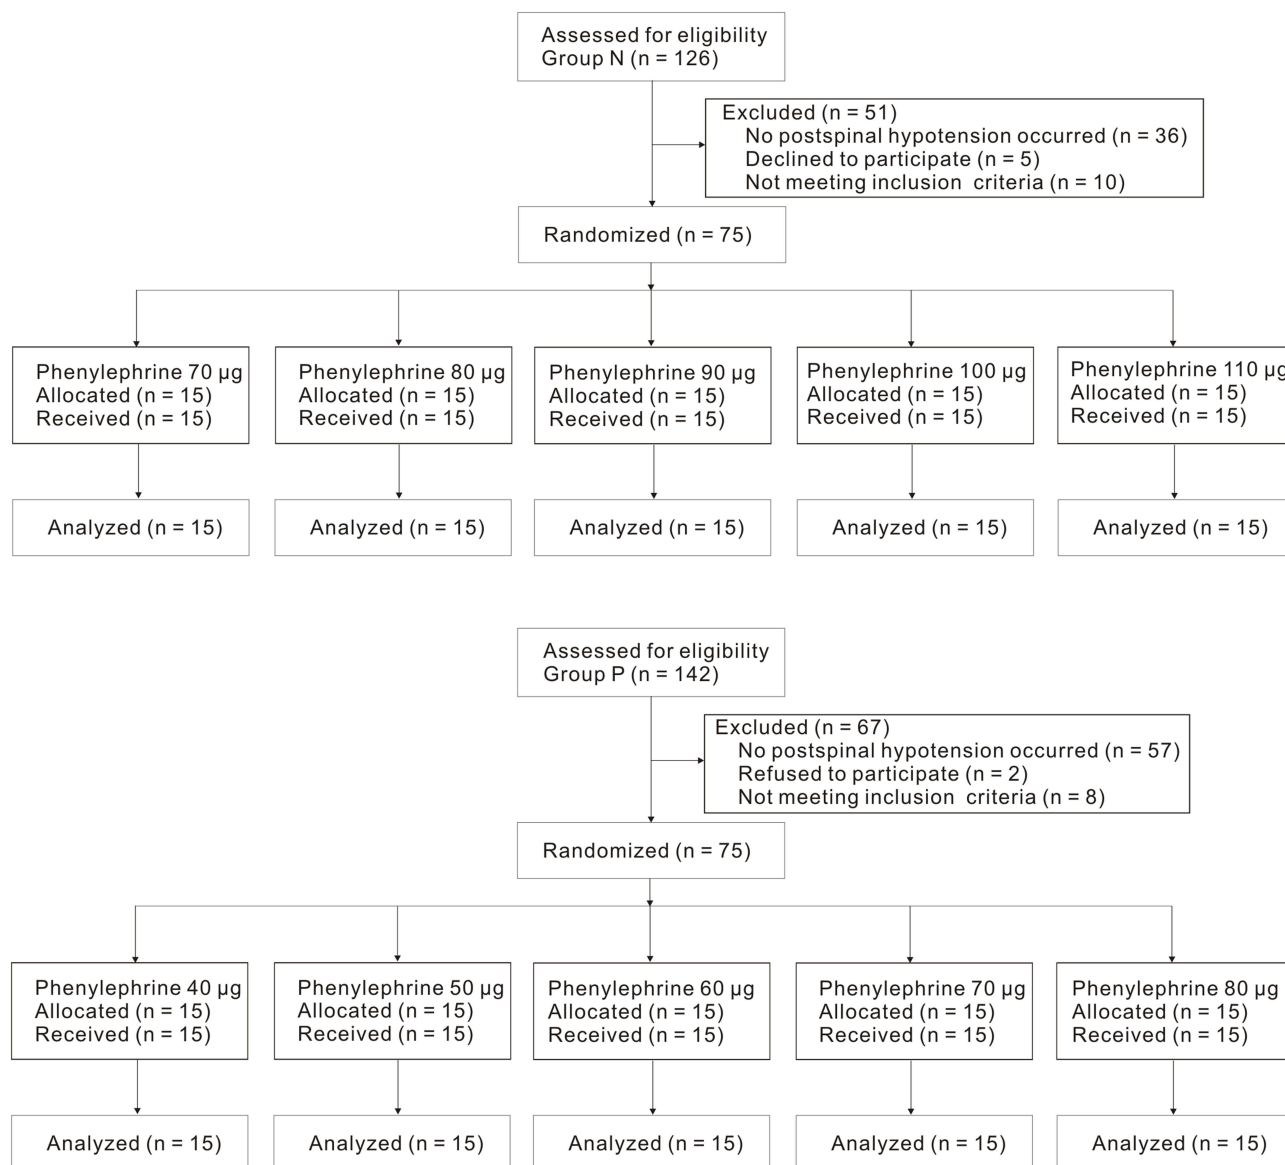 Assessed for eligibility
Group N (n = 126)
Excluded (n = 51)
No postspinal hypotension occurred (n = 36)
Declined to participate (n = 5)
Not meeting inclusion criteria (n = 10)
Randomized (n = 75)
Phenylephrine 70 µg
Allocated (n = 15)
Received (n = 15)
Phenylephrine 80 µg
Allocated (n = 15)
Received (n = 15)
Phenylephrine 90 µg
Allocated (n = 15)
Received (n = 15)
Phenylephrine 100 µg
Allocated (n = 15)
Received (n = 15)
Phenylephrine 110 µg
Allocated (n = 15)
Received (n = 15)
Analyzed (n = 15)
Analyzed (n = 15)
Analyzed (n = 15)
Analyzed (n = 15)
Analyzed (n = 15)
Assessed for eligibility
Group P (n = 142)
Excluded (n = 67)
No postspinal hypotension occurred (n = 57)
Refused to participate (n = 2)
Not meeting inclusion criteria (n = 8)
Randomized (n = 75)
Phenylephrine 40 µg
Allocated (n = 15)
Received (n = 15)
Phenylephrine 50 µg
Allocated (n = 15)
Received (n = 15)
Phenylephrine 60 µg
Allocated (n = 15)
Received (n = 15)
Phenylephrine 70 µg
Allocated (n = 15)
Received (n = 15)
Phenylephrine 80 µg
Allocated (n = 15)
Received (n = 15)
Analyzed (n = 15)
Analyzed (n = 15)
Analyzed (n = 15)
Analyzed (n = 15)
Analyzed (n = 15)